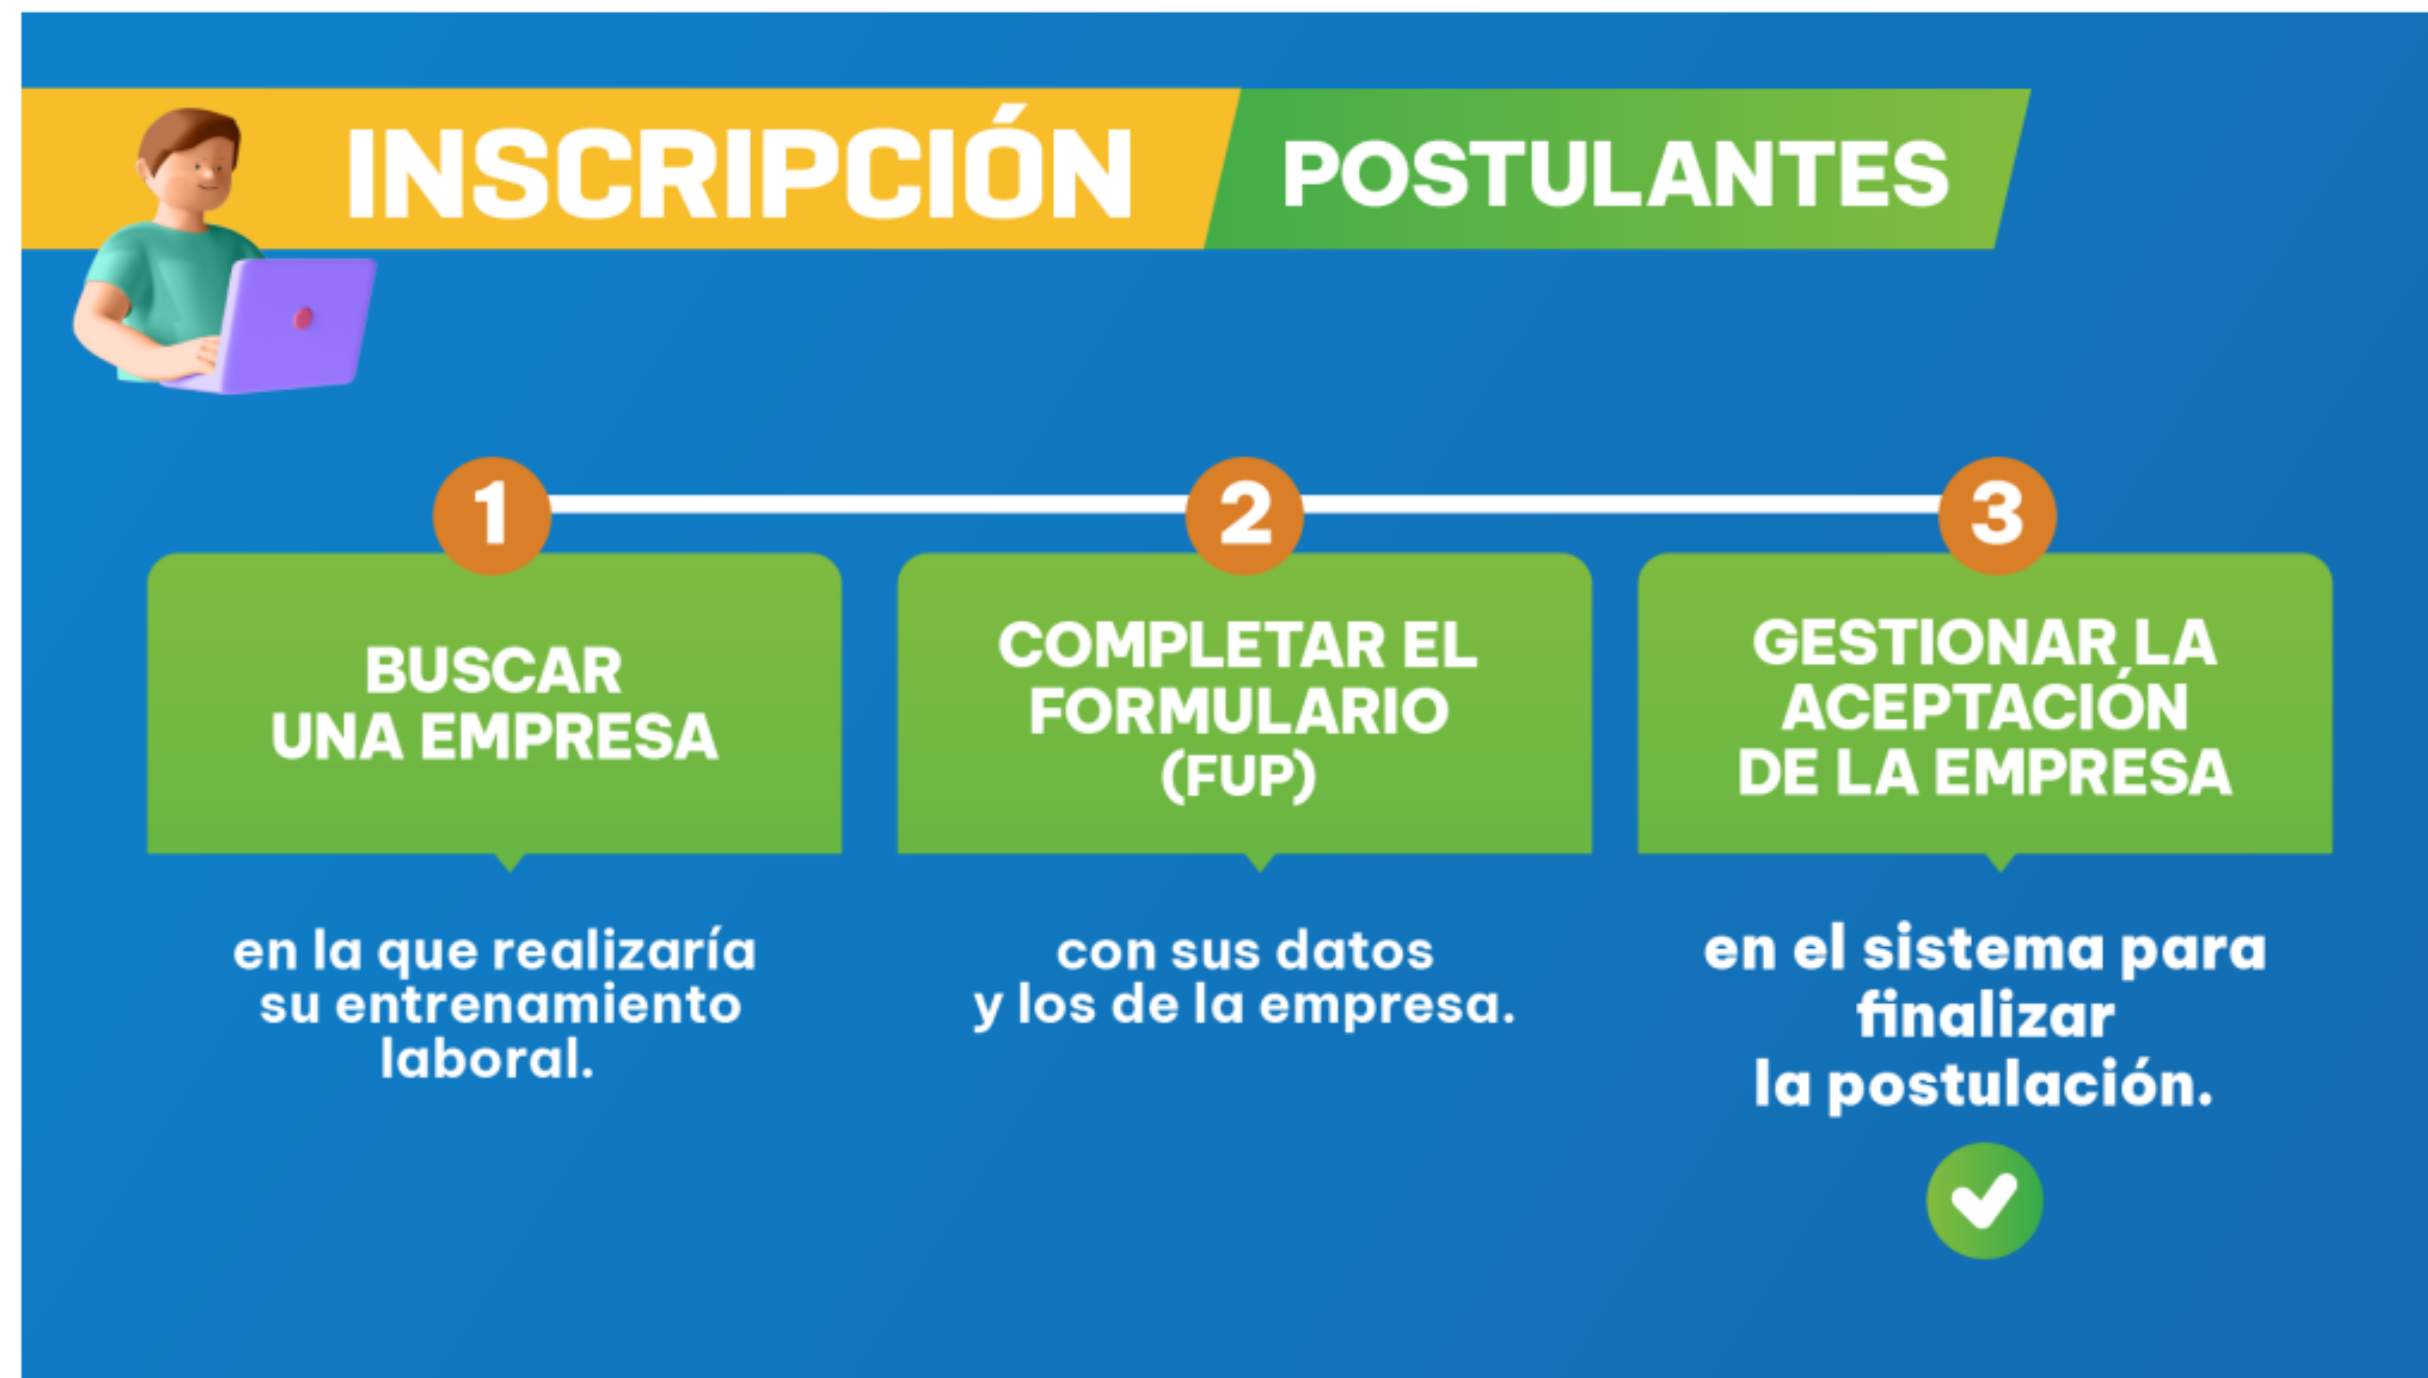 INSCRIPCIÓN POSTULANTES
1
BUSCAR
UNA EMPRESA
en la que realizaría
su entrenamiento
laboral.
2
COMPLETAR EL
FORMULARIO
(FUP)
con sus datos
y los de la empresa.
3
GESTIONAR LA
ACEPTACIÓN
DE LA EMPRESA
en el sistema para
finalizar
la postulación.